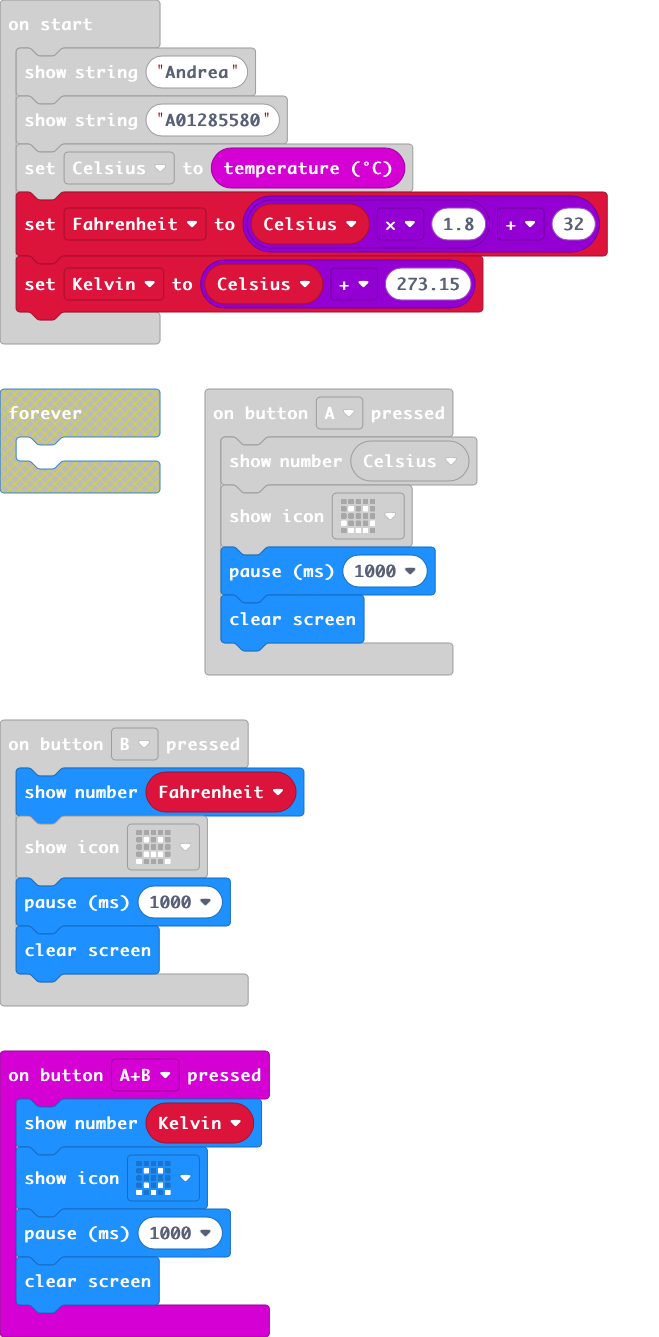 on start
show string "Andrea"
show string "A01285580"
set Celsius to temperature (°C)
set Fahrenheit to Celsius × 1.8 + 32
set Kelvin to Celsius + 273.15
forever
on button A pressed
show number Celsius
show icon
pause (ms) 1000
clear screen
on button B pressed
show number Fahrenheit
show icon
pause (ms) 1000
clear screen
on button A+B pressed
show number Kelvin
show icon
pause (ms) 1000
clear screen